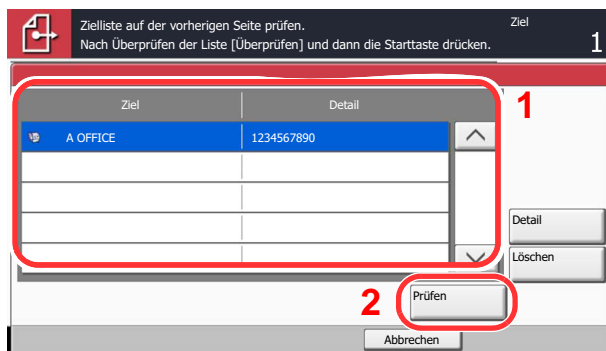 Zielliste auf der vorherigen Seite prüfen.
Nach Überprüfen der Liste [Überprüfen] und dann die Starttaste drücken.
Ziel
1
Ziel Detail
1
A OFFICE 1234567890
Detail
Löschen
2
Prüfen
Abbrechen